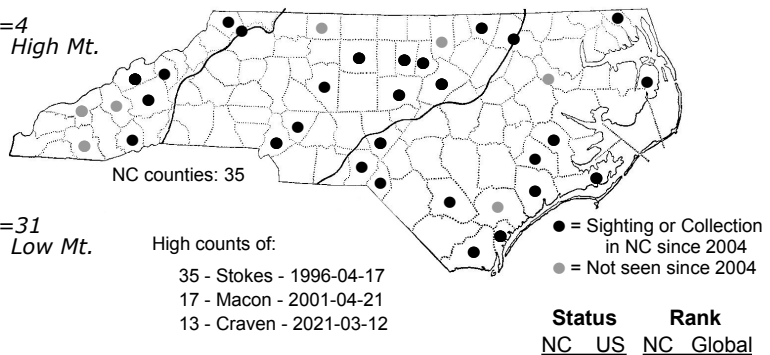 =4
High Mt.
NC counties: 35
=31
Low Mt.
High counts of:
35 - Stokes - 1996-04-17
17 - Macon - 2001-04-21
13 - Craven - 2021-03-12
● = Sighting or Collection
in NC since 2004
● = Not seen since 2004
Status Rank
NC US NC Global